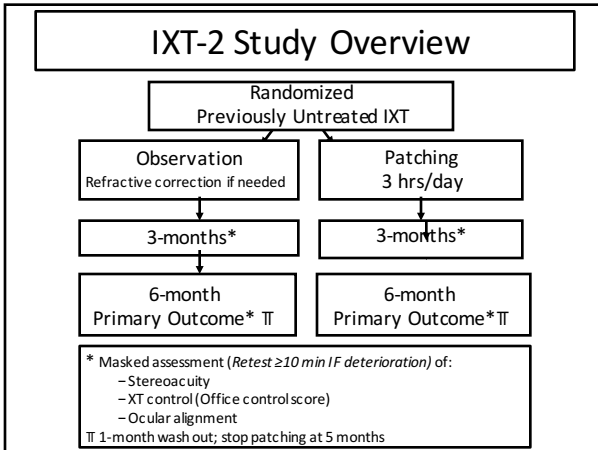 IXT-2 Study Overview
Randomized
Previously Untreated IXT
Observation
Refractive correction if needed
Patching
3 hrs/day
3-months*
3-months*
6-month
Primary Outcome* π
6-month
Primary Outcome*π
* Masked assessment (Retest ≥10 min IF deterioration) of:
– Stereoacuity
– XT control (Office control score)
– Ocular alignment
π 1-month wash out; stop patching at 5 months